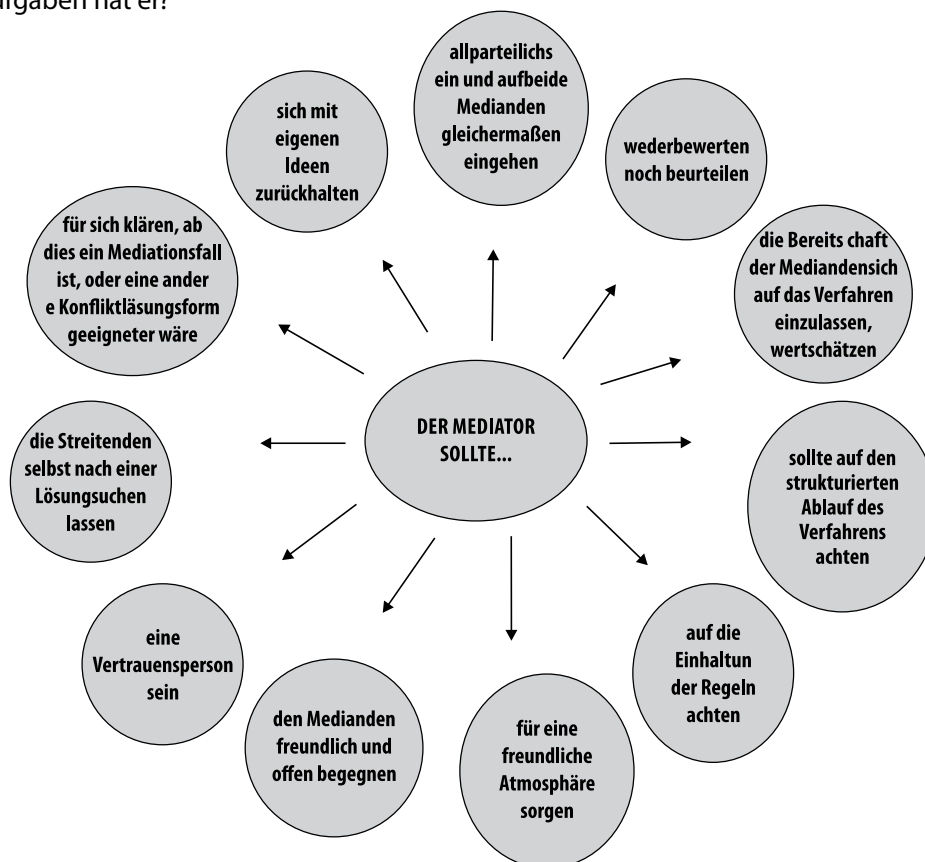 urgaben hat er?
allparteilichs
ein und aufbeide
Medianden
gleichermaßen
eingehen
sich mit
eigenen
Ideen
zurückhalten
wederbewerten
noch beurteilen
für sich klären, ab
dies ein Mediationsfall
ist, oder eine ander
e Konfliktläsungsform
geeigneter wäre
die Bereits chaft
der Mediandensich
auf das Verfahren
einzulassen,
wertschätzen
DER MEDIATOR
SOLLTE...
die Streitenden
selbst nach einer
Lösungsuchen
lassen
sollte auf den
strukturierten
Ablauf des
Verfahrens
achten
eine
Vertrauensperson
sein
auf die
Einhaltun
der Regeln
achten
den Medianden
freundlich und
offen begegnen
für eine
freundliche
Atmosphäre
sorgen